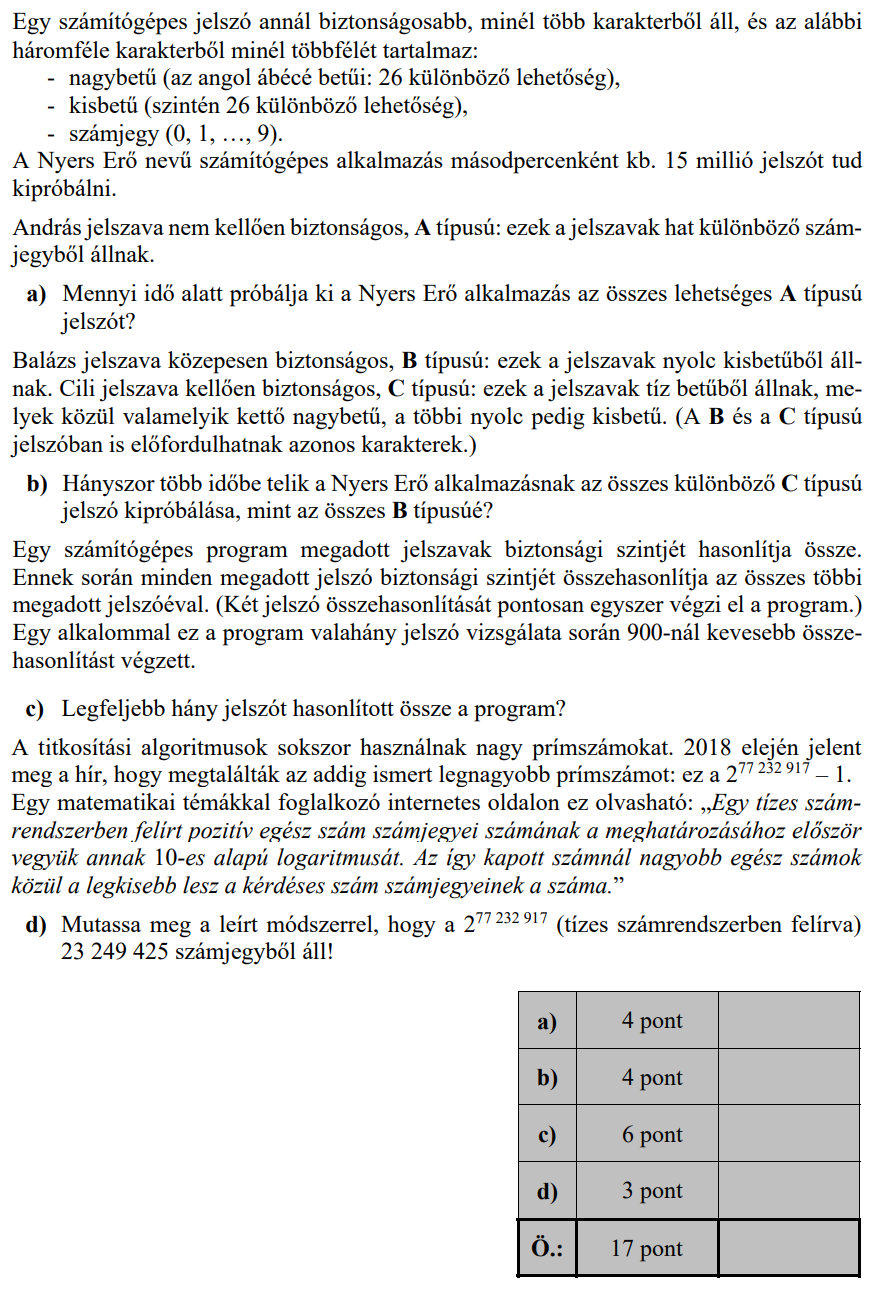 Egy számítógépes jelszó annál biztonságosabb, minél több karakterből áll, és az alábbi
háromféle karakterből minél többfélét tartalmaz:
- nagybetű (az angol ábécé betűi: 26 különböző lehetőség),
- kisbetű (szintén 26 különböző lehetőség),
- számjegy (0, 1, …, 9).
A Nyers Erő nevű számítógépes alkalmazás másodpercenként kb. 15 millió jelszót tud
kipróbálni.
András jelszava nem kellően biztonságos, A típusú: ezek a jelszavak hat különböző szám-
jegyből állnak.
a) Mennyi idő alatt próbálja ki a Nyers Erő alkalmazás az összes lehetséges A típusú
jelszót?
Balázs jelszava közepesen biztonságos, B típusú: ezek a jelszavak nyolc kisbetűből áll-
nak. Cili jelszava kellően biztonságos, C típusú: ezek a jelszavak tíz betűből állnak, me-
lyek közül valamelyik kettő nagybetű, a többi nyolc pedig kisbetű. (A B és a C típusú
jelszóban is előfordulhatnak azonos karakterek.)
b) Hányszor több időbe telik a Nyers Erő alkalmazásnak az összes különböző C típusú
jelszó kipróbálása, mint az összes B típusúé?
Egy számítógépes program megadott jelszavak biztonsági szintjét hasonlítja össze.
Ennek során minden megadott jelszó biztonsági szintjét összehasonlítja az összes többi
megadott jelszóéval. (Két jelszó összehasonlítását pontosan egyszer végzi el a program.)
Egy alkalommal ez a program valahány jelszó vizsgálata során 900-nál kevesebb össze-
hasonlítást végzett.
c) Legfeljebb hány jelszót hasonlított össze a program?
A titkosítási algoritmusok sokszor használnak nagy prímszámokat. 2018 elején jelent
meg a hír, hogy megtalálták az addig ismert legnagyobb prímszámot: ez a 2^77 232 917 – 1.
Egy matematikai témákkal foglalkozó internetes oldalon ez olvasható: „Egy tízes szám-
rendszerben felírt pozitív egész szám számjegyei számának a meghatározásához először
vegyük annak 10-es alapú logaritmusát. Az így kapott számnál nagyobb egész számok
közül a legkisebb lesz a kérdéses szám számjegyeinek a száma.”
d) Mutassa meg a leírt módszerrel, hogy a 2^77 232 917 (tízes számrendszerben felírva)
23 249 425 számjegyből áll!
a) 4 pont
b) 4 pont
c) 6 pont
d) 3 pont
Ö.: 17 pont